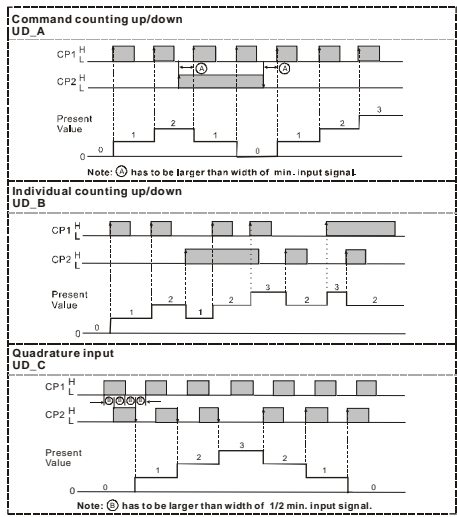 Command counting up/down
UD_A
CP1 H
L
A A
CP2 H
L
Present
Value
0 1 2 1 0 1 2 3
0
Note: A has to be larger than width of min. input signal.
Individual counting up/down
UD_B
CP1 H
L
CP2 H
L
Present
Value
0 1 2 1 2 3 2 3 2
0
Quadrature input
UD_C
CP1 H
L
B B B B
CP2 H
L
Present
Value
1 2 3 2 1 0
0
Note: B has to be larger than width of 1/2 min. input signal.